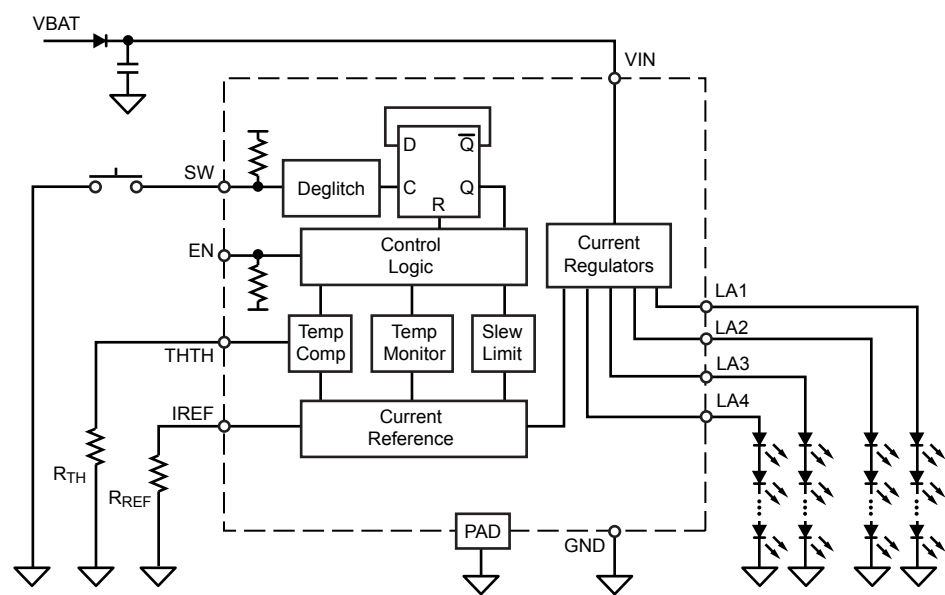 VBAT
VIN
SW
Deglitch
D
Q
C
Q
R
EN
Control
Logic
Current
Regulators
LA1
LA2
LA3
LA4
THTH
Temp
Comp
Temp
Monitor
Slew
Limit
IREF
Current
Reference
RTH
RREF
PAD
GND